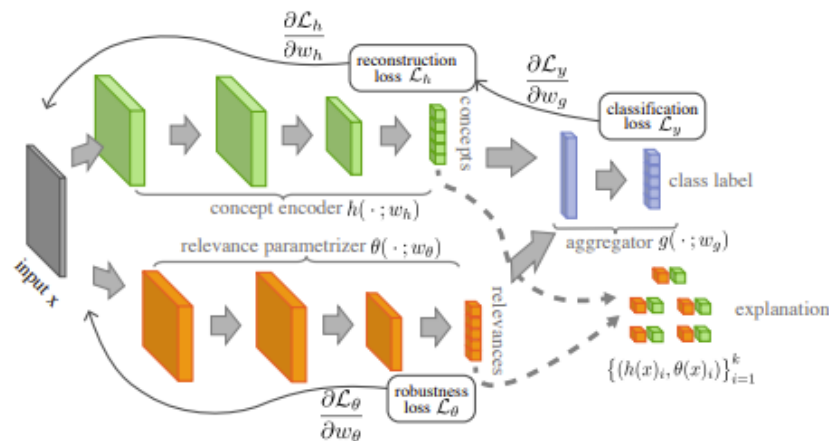 ∂ℒ_h
∂w_h
reconstruction
loss ℒ_h
∂ℒ_y
∂w_g
classification
loss ℒ_y
concepts
class label
concept encoder h( · ; w_h)
aggregator g( · ; w_g)
relevance parametrizer θ( · ; w_θ)
input x
relevances
explanation
{(h(x)_i, θ(x)_i)}_{i=1}^k
robustness
loss ℒ_θ
∂ℒ_θ
∂w_θ